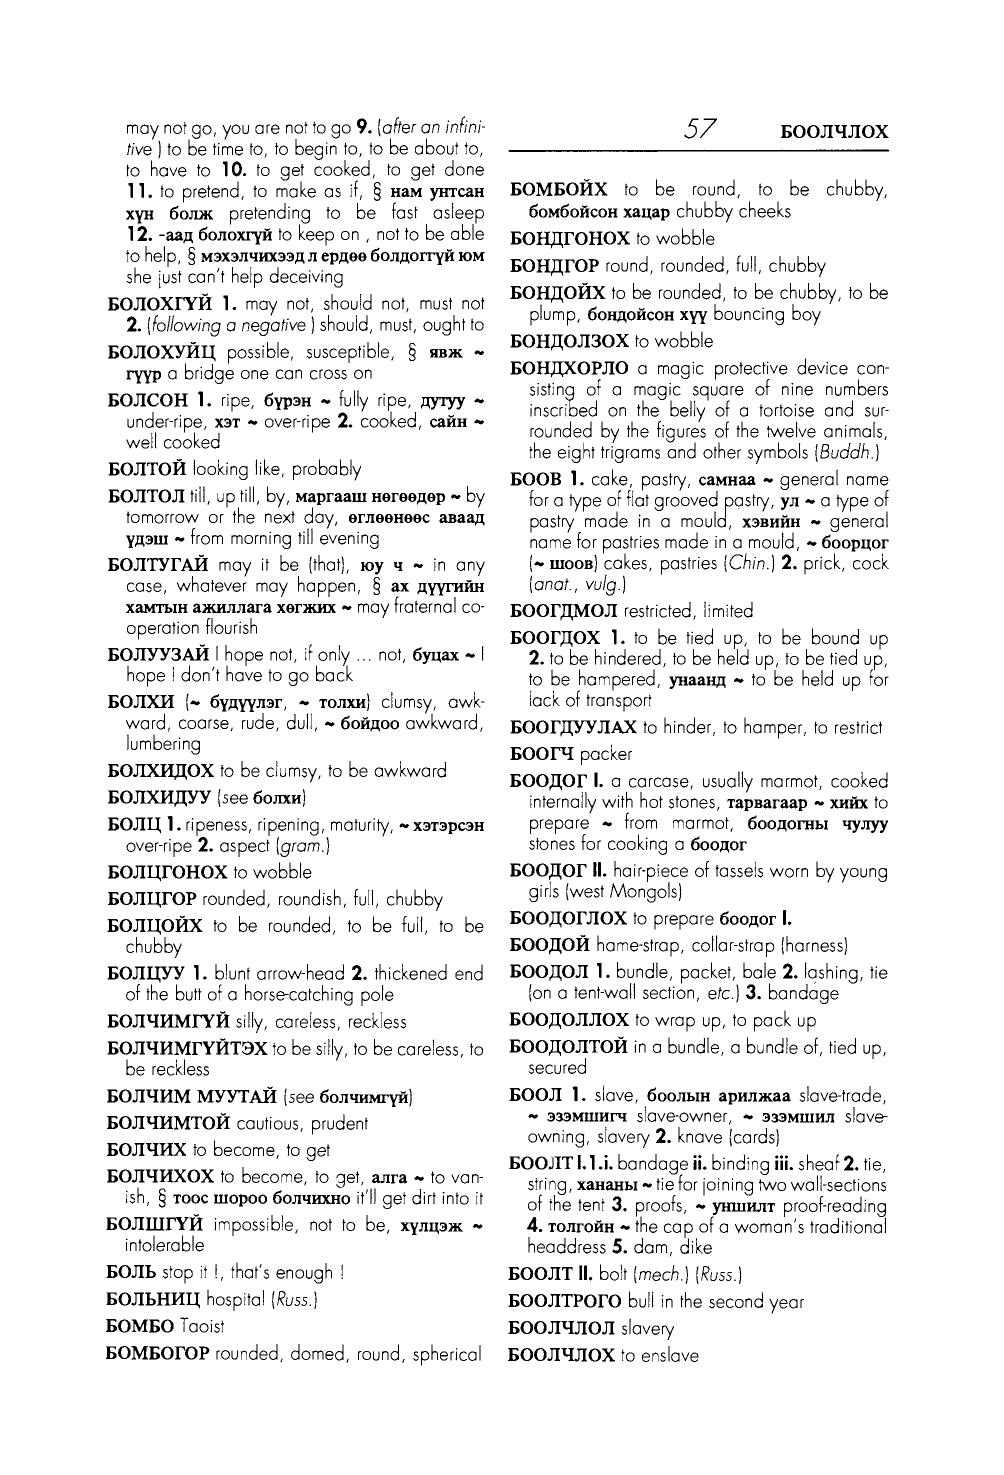 may not go, you are not to go 9. (after an infini-
tive ) to be time to, to begin to, to be about to,
to have to 10. to get cooked, to get done
11. to pretend, to make as if, § нам унтсан
хүн болж pretending to be fast asleep
12. -аад болохгүй to keep on , not to be able
to help, § мэхэлчихээд л ердөө болдоггүй юм
she just can't help deceiving
БОЛОХГҮЙ 1. may not, should not, must not
2. (following a negative ) should, must, ought to
БОЛОХУЙЦ possible, susceptible, § явж ~
гүүр a bridge one can cross on
БОЛСОН 1. ripe, бүрэн ~ fully ripe, дутуу ~
under-ripe, хэт ~ over-ripe 2. cooked, сайн ~
well cooked
БОЛТОЙ looking like, probably
БОЛТОЛ till, up till, by, маргааш нөгөөдөр ~ by
tomorrow or the next day, өглөөнөөс аваад
үдэш ~ from morning till evening
БОЛТУГАЙ may it be (that), юу ч ~ in any
case, whatever may happen, § ах дүүгийн
хамтын ажиллага хөгжих ~ may fraternal co-
operation flourish
БОЛУУЗАЙ I hope not, if only ... not, буцах ~ I
hope I don't have to go back
БОЛХИ (~ бүдүүлэг, ~ толхи) clumsy, awk-
ward, coarse, rude, dull, ~ бойдоо awkward,
lumbering
БОЛХИДОХ to be clumsy, to be awkward
БОЛХИДУУ (see болхи)
БОЛЦ 1. ripeness, ripening, maturity, ~ хэтэрсэн
over-ripe 2. aspect (gram.)
БОЛЦГОНОХ to wobble
БОЛЦГОР rounded, roundish, full, chubby
БОЛЦОЙХ to be rounded, to be full, to be
chubby
БОЛЦУУ 1. blunt arrow-head 2. thickened end
of the butt of a horse-catching pole
БОЛЧИМГҮЙ silly, careless, reckless
БОЛЧИМГҮЙТЭХ to be silly, to be careless, to
be reckless
БОЛЧИМ МУУТАЙ (see болчимгүй)
БОЛЧИМТОЙ cautious, prudent
БОЛЧИХ to become, to get
БОЛЧИХОХ to become, to get, алга ~ to van-
ish, § тоос шороо болчихно it'll get dirt into it
БОЛШГҮЙ impossible, not to be, хүлцэж ~
intolerable
БОЛЬ stop it !, that's enough !
БОЛЬНИЦ hospital (Russ.)
БОМБО Taoist
БОМБОГОР rounded, domed, round, spherical
57 БООЛЧЛОХ
БОМБОЙХ to be round, to be chubby,
бомбойсон хацар chubby cheeks
БОНДГОНОХ to wobble
БОНДГОР round, rounded, full, chubby
БОНДОЙХ to be rounded, to be chubby, to be
plump, бондойсон хүү bouncing boy
БОНДОЛЗОХ to wobble
БОНДХОРЛО a magic protective device con-
sisting of a magic square of nine numbers
inscribed on the belly of a tortoise and sur-
rounded by the figures of the twelve animals,
the eight trigrams and other symbols (Buddh.)
БООВ 1. cake, pastry, самнаа ~ general name
for a type of flat grooved pastry, ул ~ a type of
pastry made in a mould, хэвийн ~ general
name for pastries made in a mould, ~ боорцог
(~ шоов) cakes, pastries (Chin.) 2. prick, cock
(anat., vulg.)
БООГДМОЛ restricted, limited
БООГДОХ 1. to be tied up, to be bound up
2. to be hindered, to be held up, to be tied up,
to be hampered, унаанд ~ to be held up for
lack of transport
БООГДУУЛАХ to hinder, to hamper, to restrict
БООГЧ packer
БООДОГ I. a carcase, usually marmot, cooked
internally with hot stones, тарвагаар ~ хийх to
prepare ~ from marmot, боодогны чулуу
stones for cooking a боодог
БООДОГ II. hair-piece of tassels worn by young
girls (west Mongols)
БООДОГЛОХ to prepare боодог I.
БООДОЙ hame-strap, collar-strap (harness)
БООДОЛ 1. bundle, packet, bale 2. lashing, tie
(on a tent-wall section, etc.) 3. bandage
БООДОЛЛОХ to wrap up, to pack up
БООДОЛТОЙ in a bundle, a bundle of, tied up,
secured
БООЛ 1. slave, боолын арилжаа slave-trade,
~ эзэмшигч slave-owner, ~ эзэмшил slave-
owning, slavery 2. knave (cards)
БООЛТ I. 1.i. bandage ii. binding iii. sheaf 2. tie,
string, хананы ~ tie for joining two wall-sections
of the tent 3. proofs, ~ уншилт proof-reading
4. толгойн ~ the cap of a woman's traditional
headdress 5. dam, dike
БООЛТ II. bolt (mech.) (Russ.)
БООЛТРОГО bull in the second year
БООЛЧЛОЛ slavery
БООЛЧЛОХ to enslave